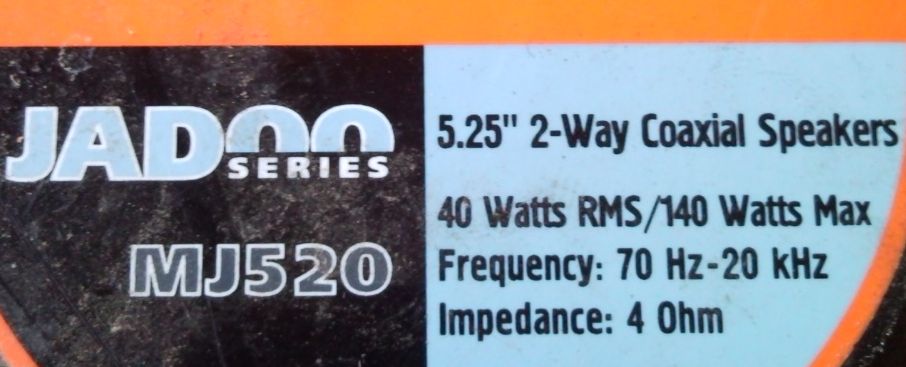 JADOO
SERIES
MJ520
5.25" 2-Way Coaxial Speakers
40 Watts RMS/140 Watts Max
Frequency: 70 Hz-20 kHz
Impedance: 4 Ohm